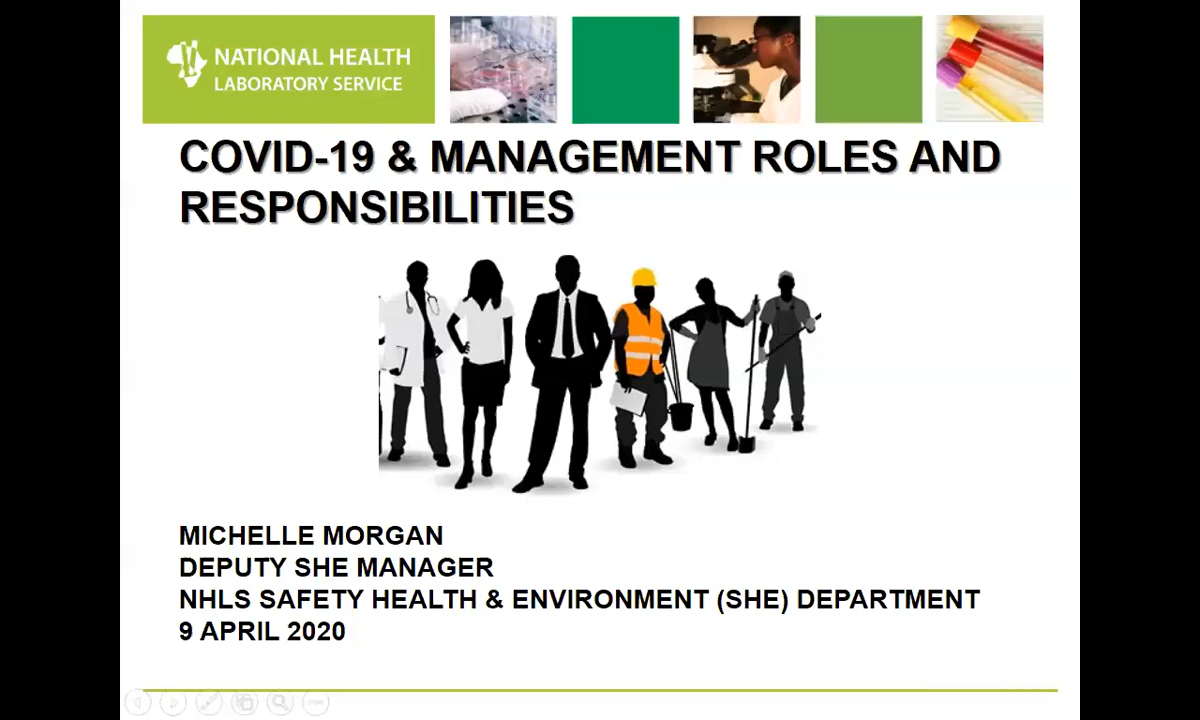 NATIONAL HEALTH
LABORATORY SERVICE
COVID-19 & MANAGEMENT ROLES AND
RESPONSIBILITIES
MICHELLE MORGAN
DEPUTY SHE MANAGER
NHLS SAFETY HEALTH & ENVIRONMENT (SHE) DEPARTMENT
9 APRIL 2020